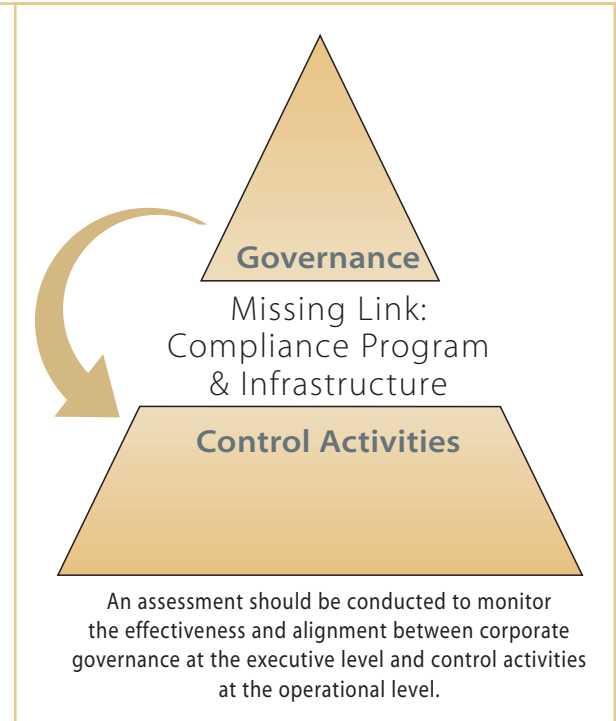 Governance
Missing Link:
Compliance Program
& Infrastructure
Control Activities
An assessment should be conducted to monitor
the effectiveness and alignment between corporate
governance at the executive level and control activities
at the operational level.